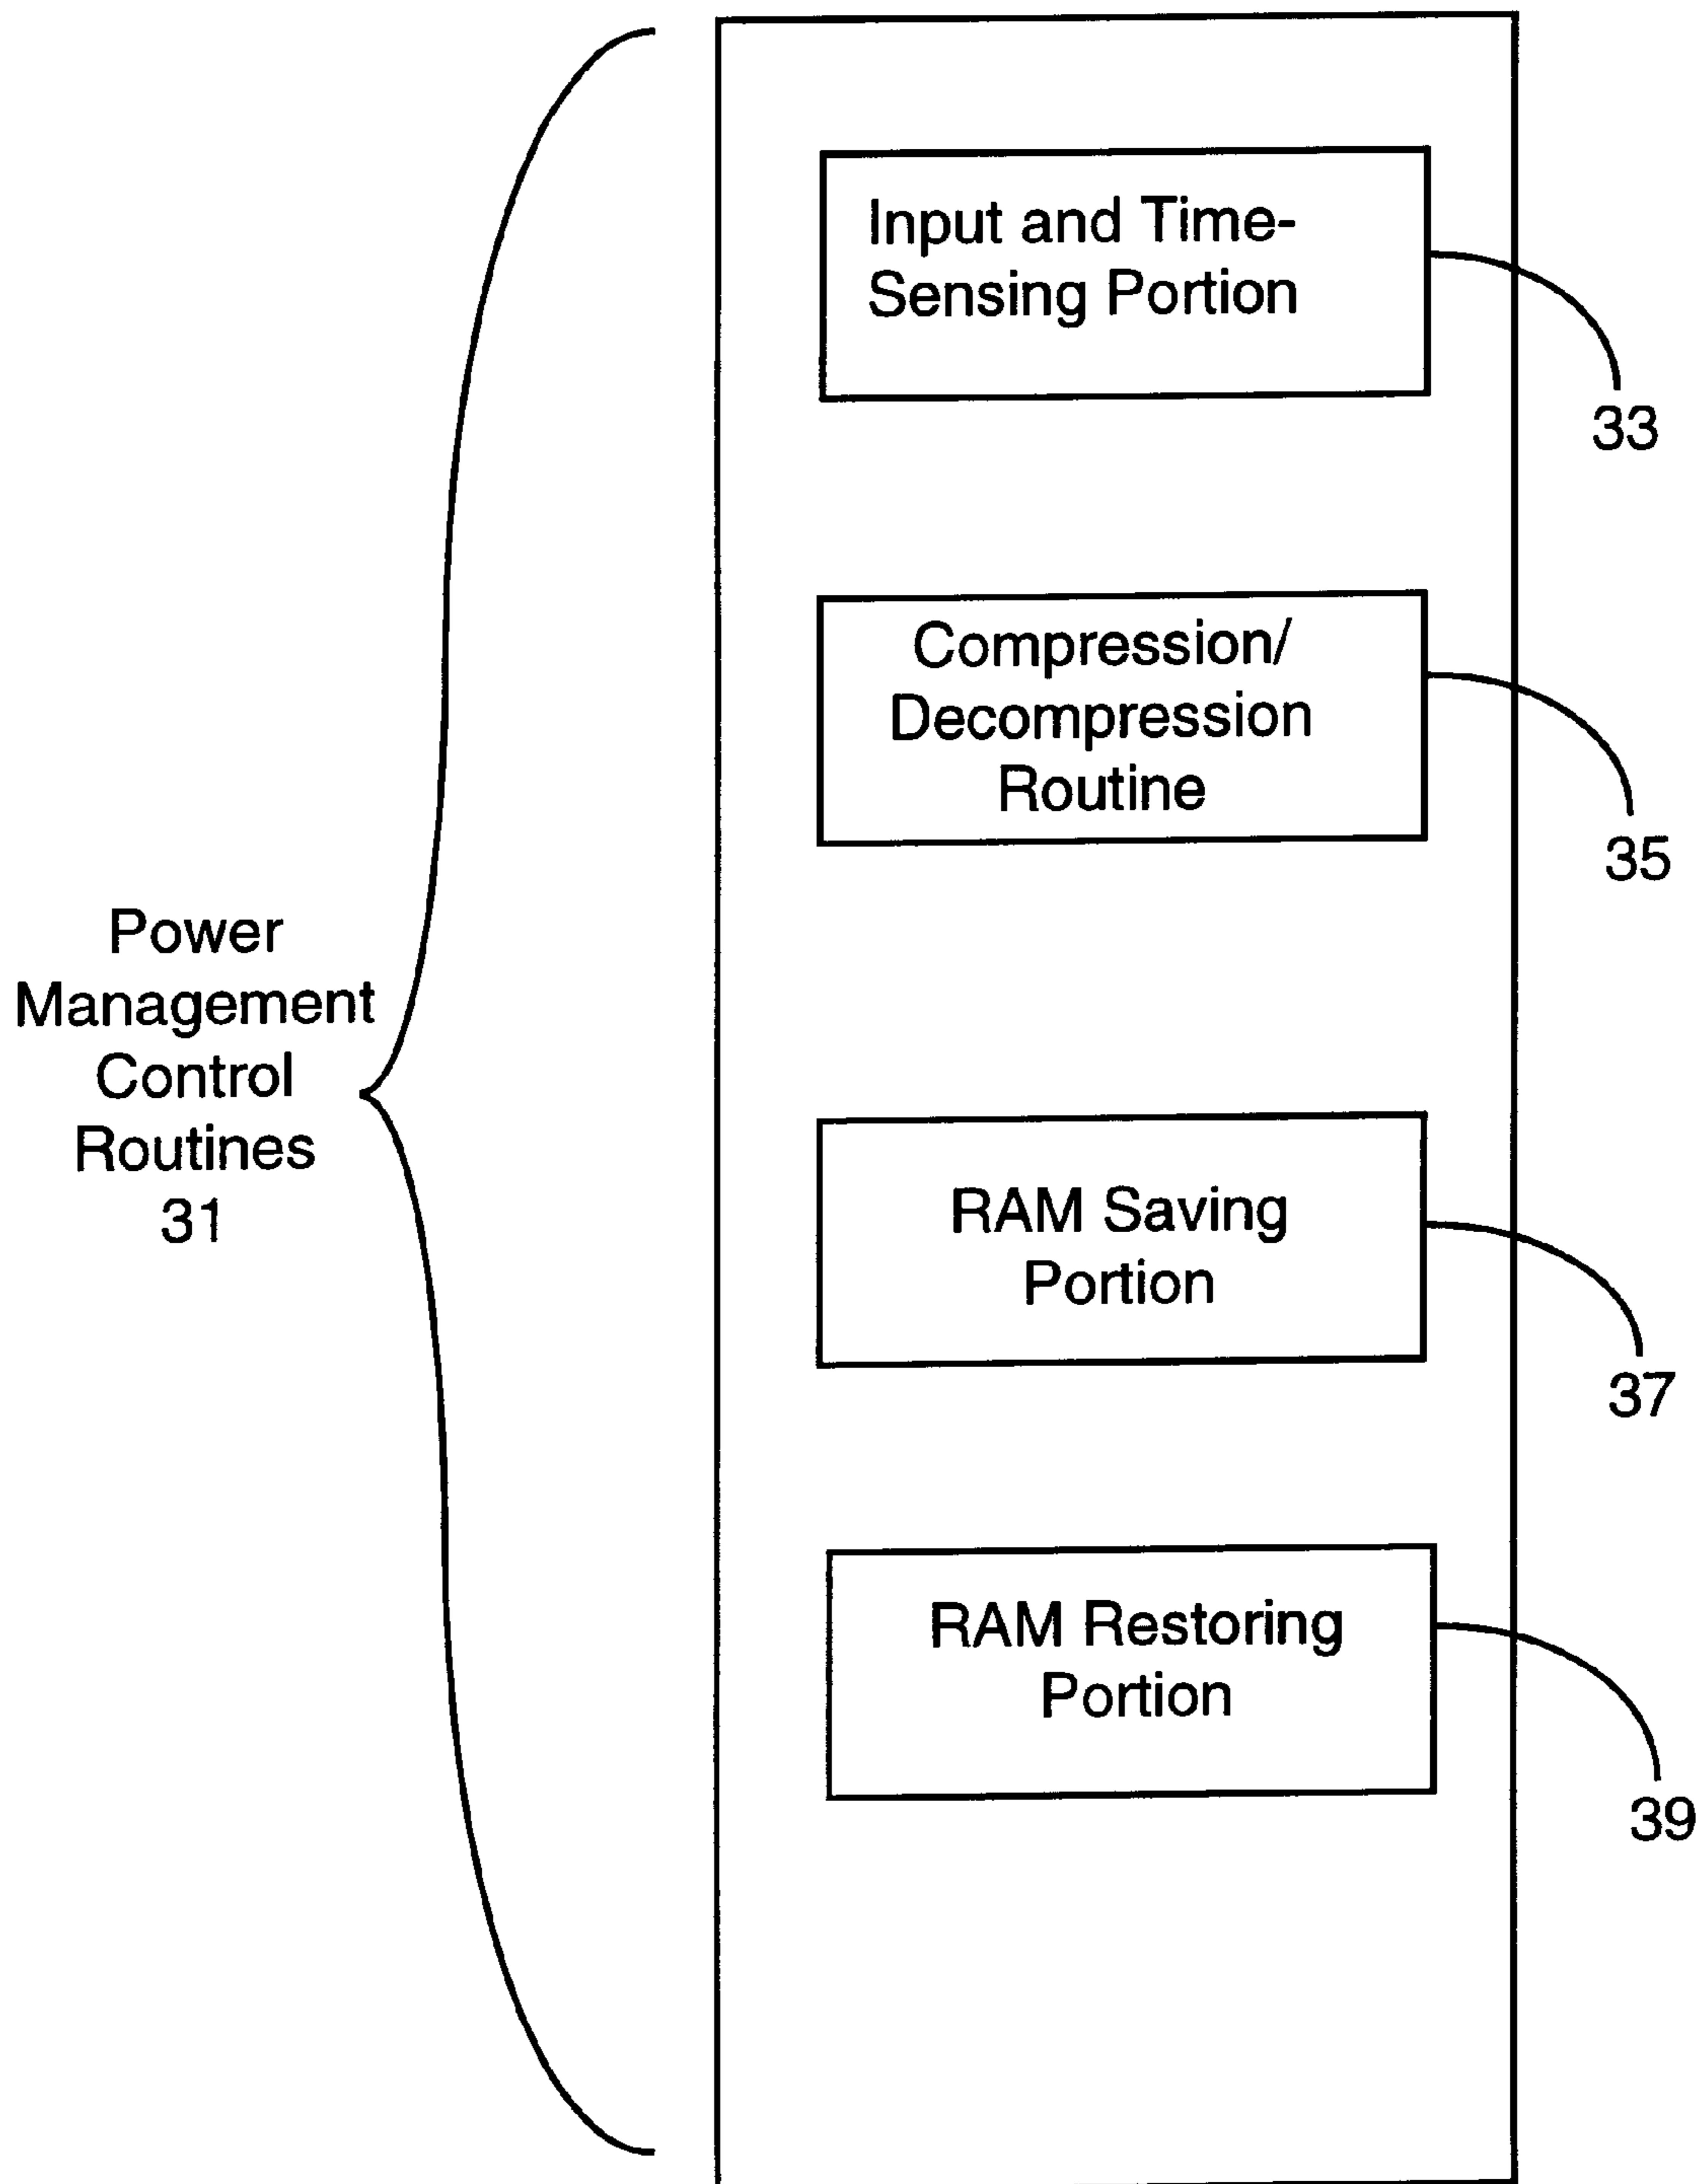 Input and Time-
Sensing Portion
33
Compression/
Decompression
Routine
35
Power
Management
Control
Routines
31
RAM Saving
Portion
37
RAM Restoring
Portion
39